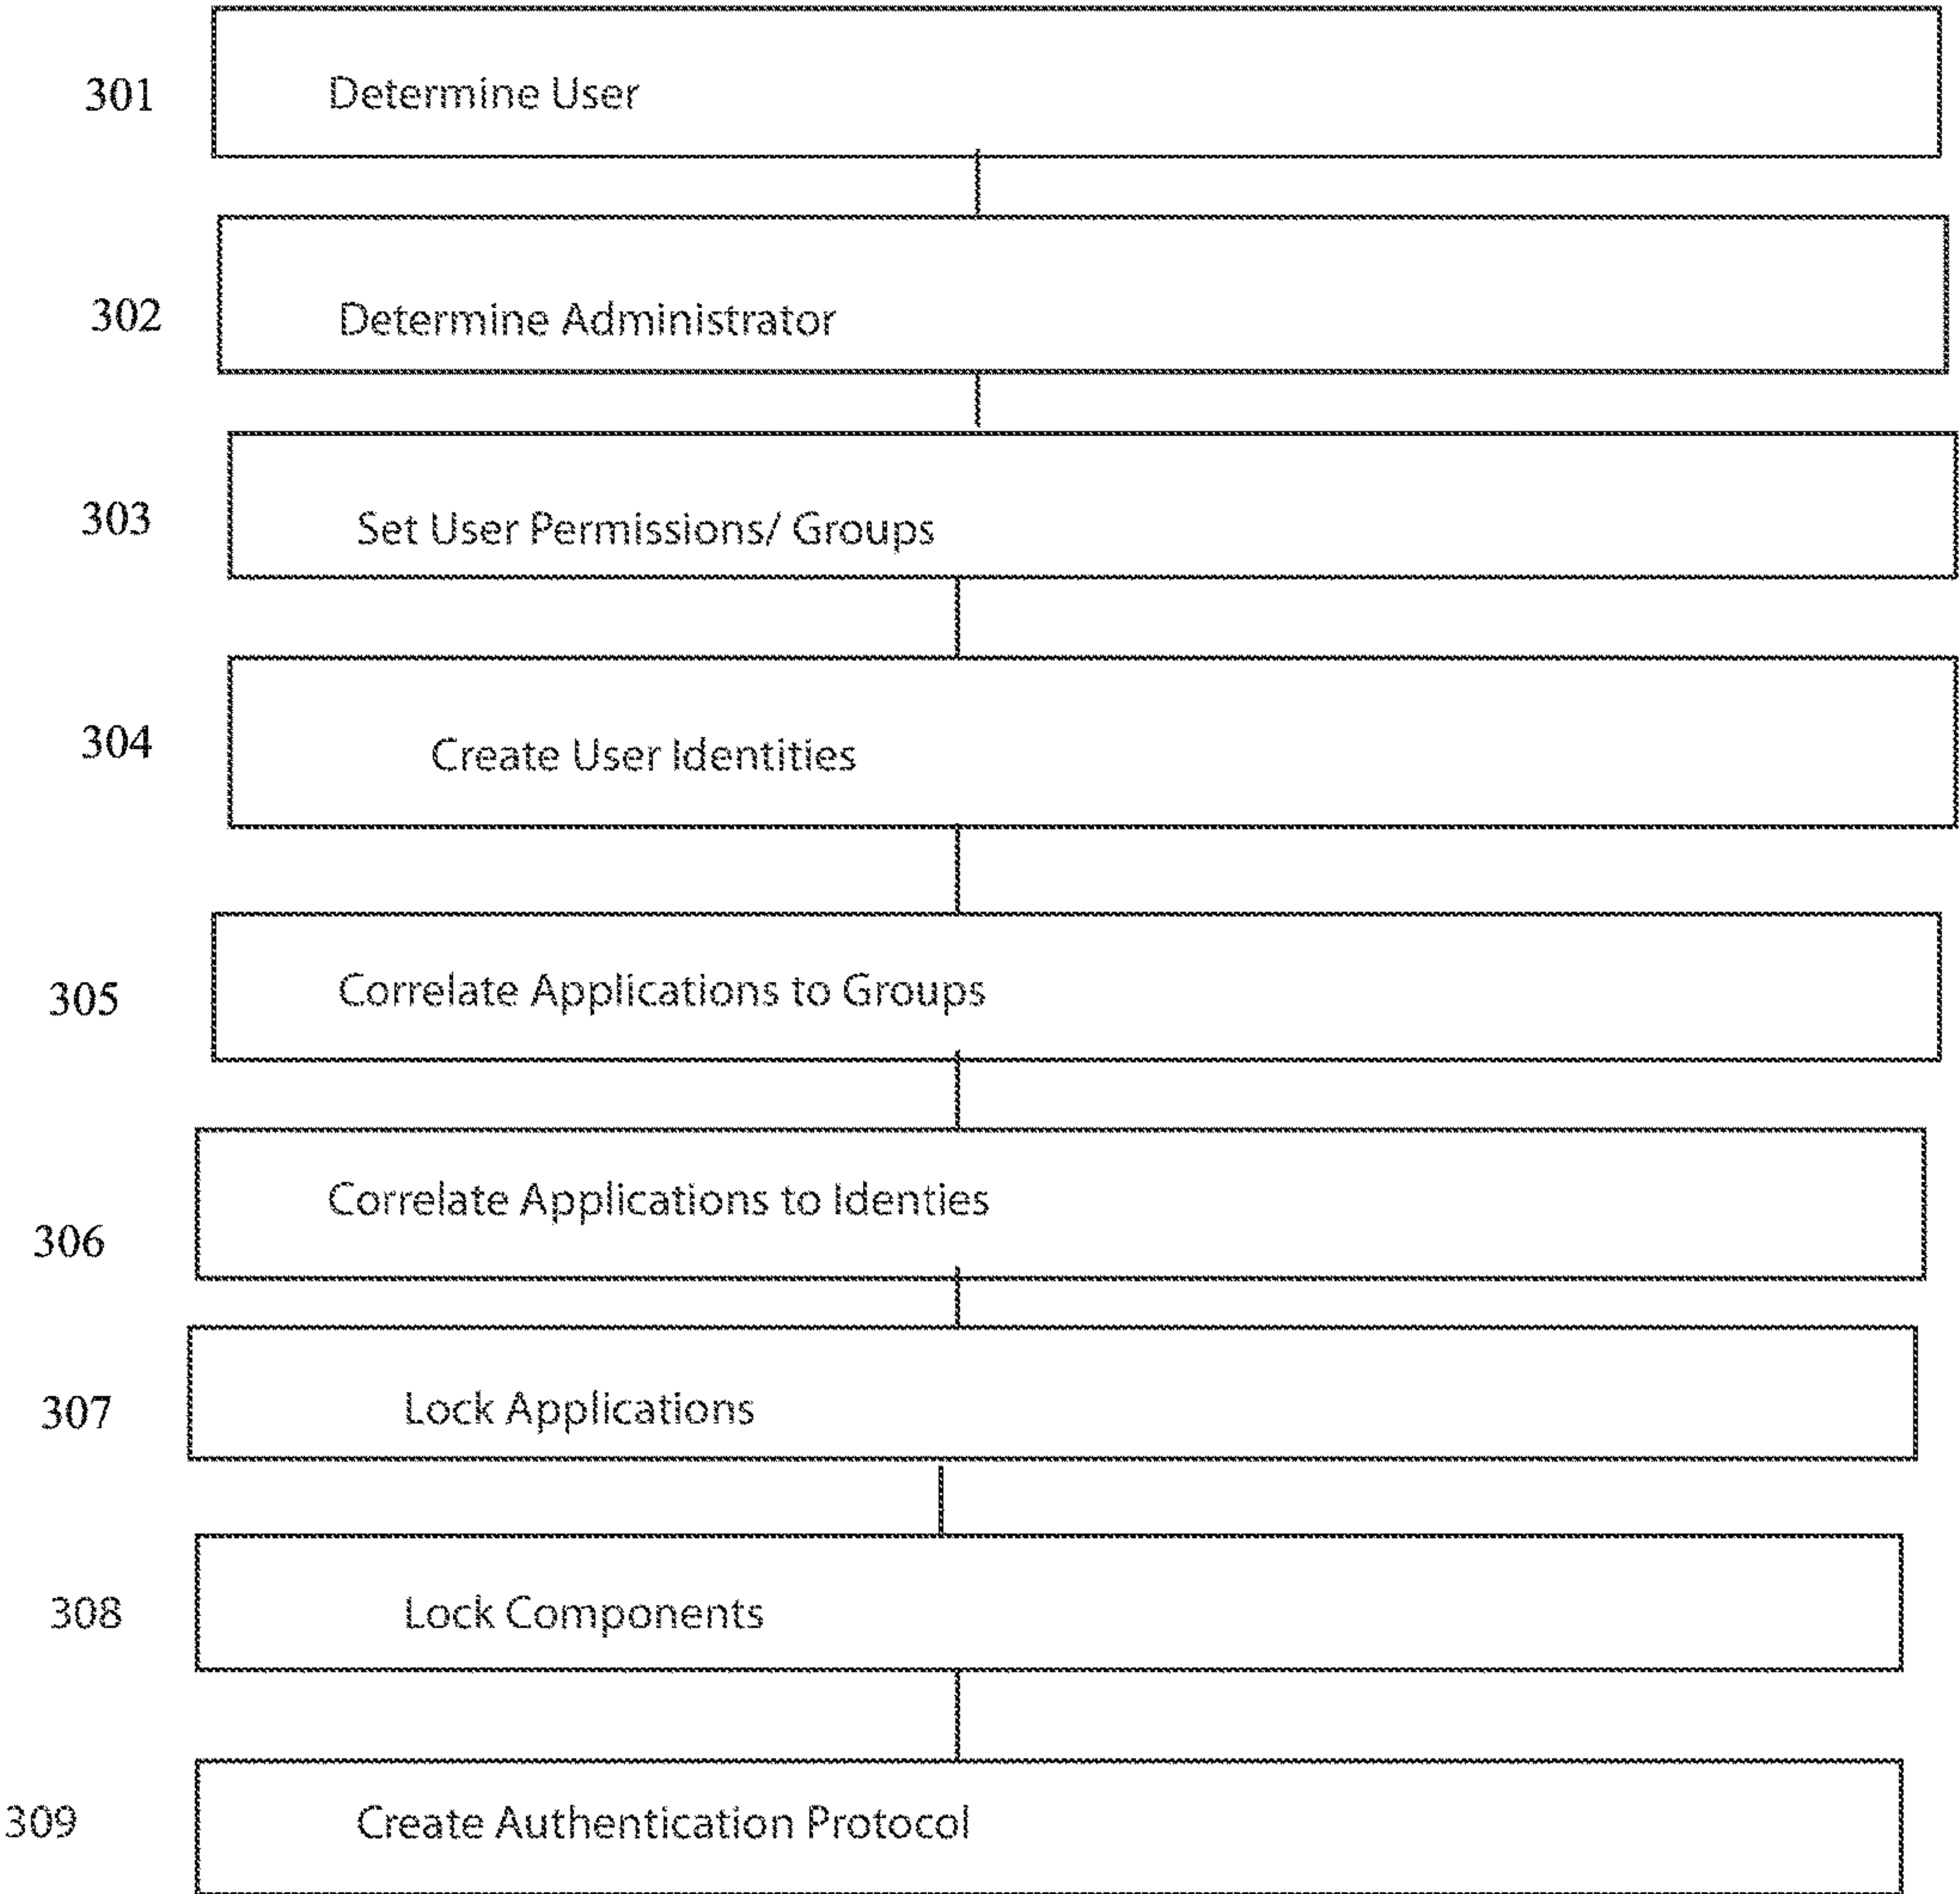 301 Determine User
302 Determine Administrator
303 Set User Permissions/ Groups
304 Create User Identities
305 Correlate Applications to Groups
306 Correlate Applications to Identies
307 Lock Applications
308 Lock Components
309 Create Authentication Protocol